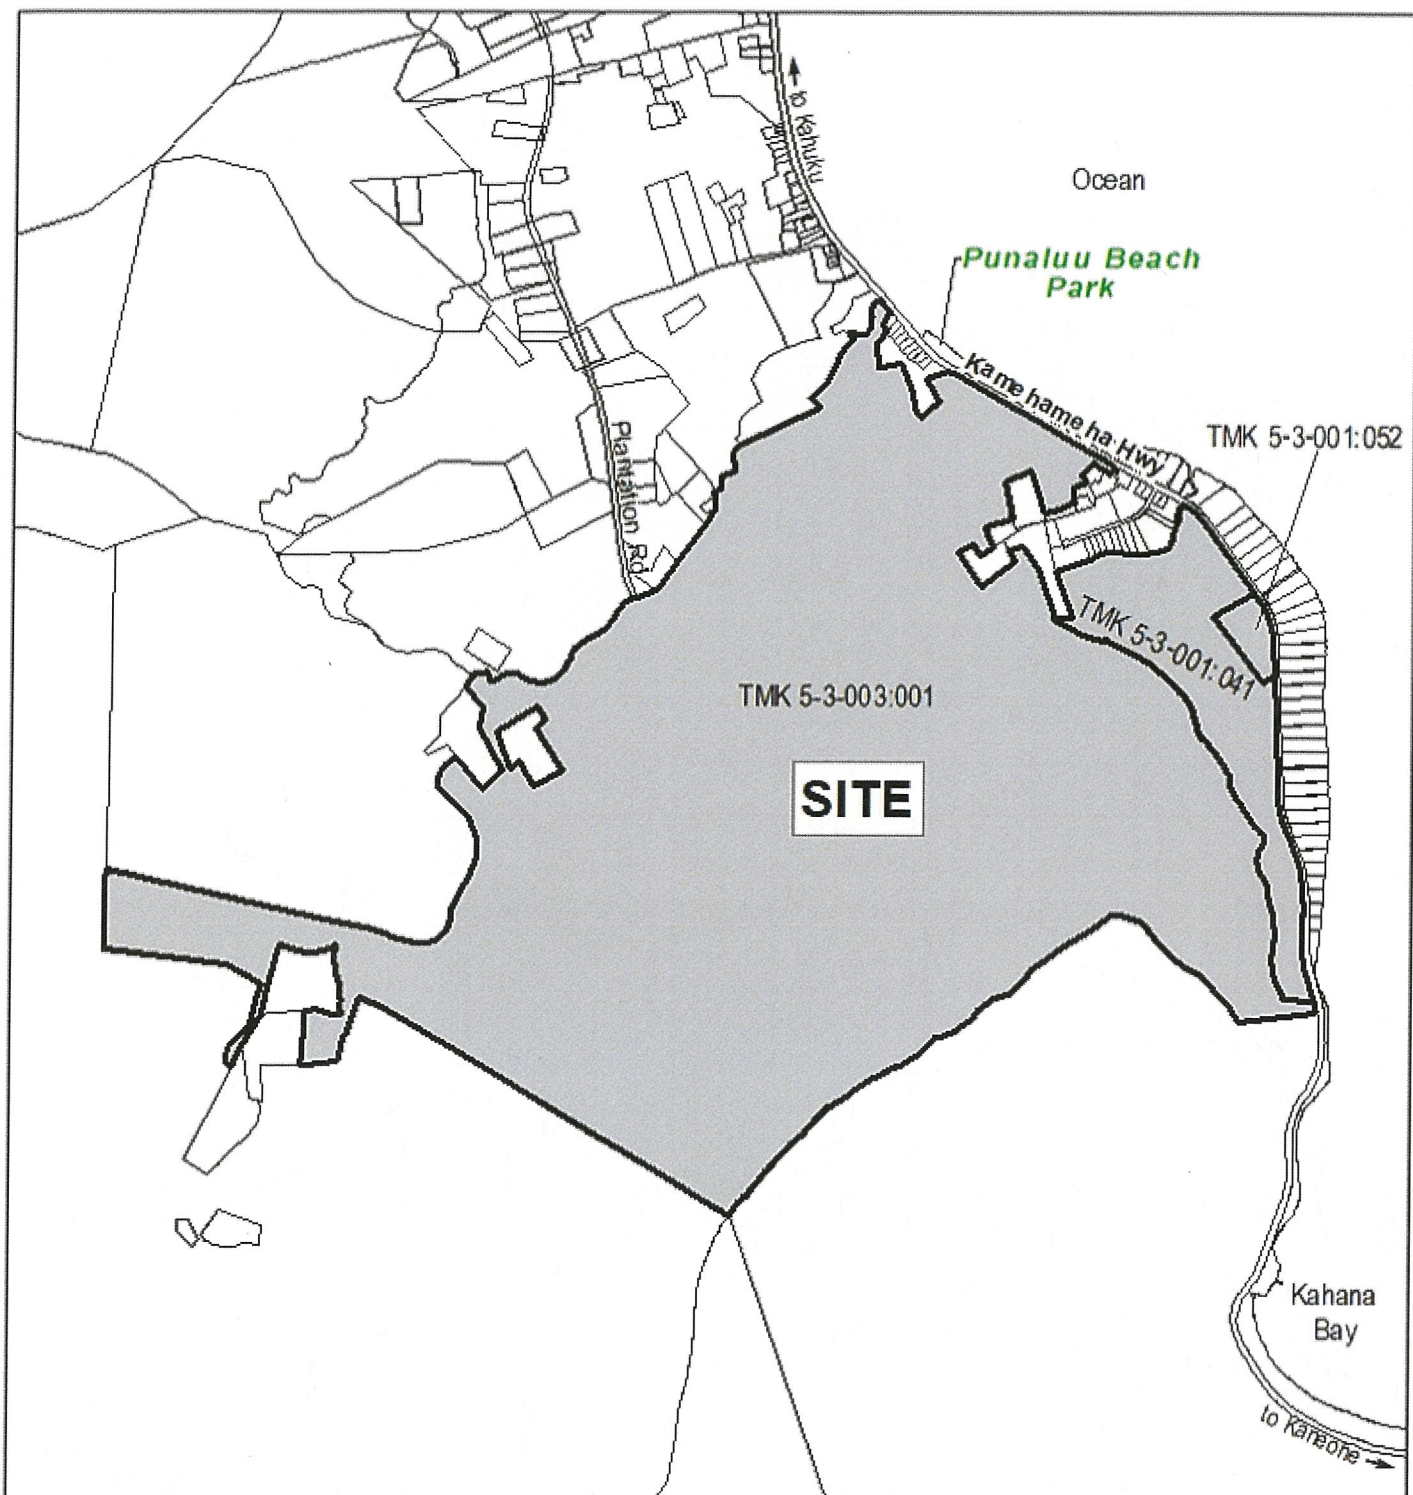 to Kahuku
Ocean
Punaluu Beach
Park
Kamehameha Hwy
TMK 5-3-001:052
Plantation Rd
TMK 5-3-001:041
TMK 5-3-003:001
SITE
Kahana
Bay
to Kaneohe